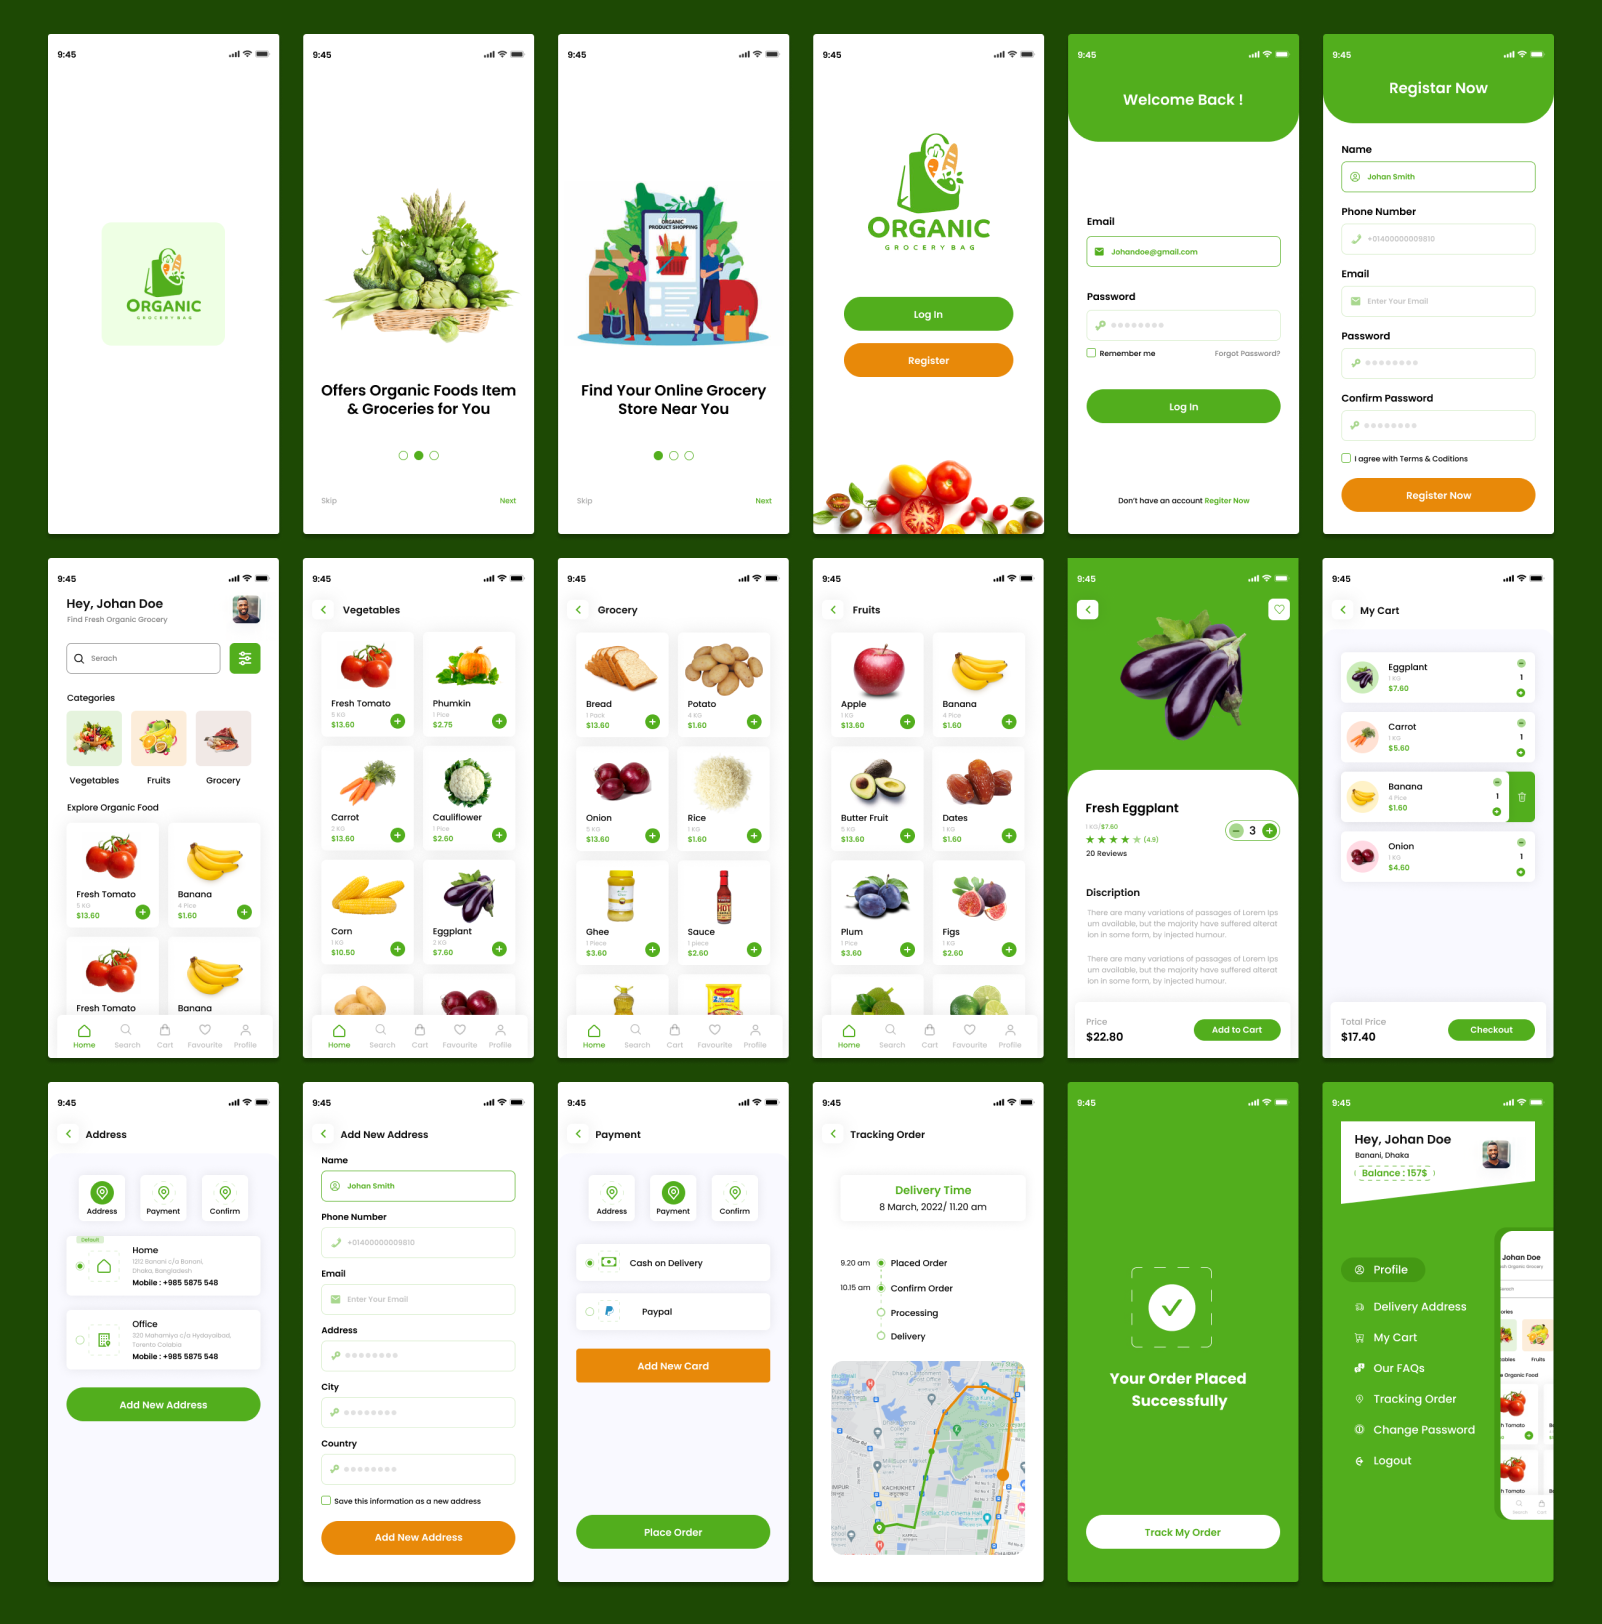 9:45
ORGANIC
GROCERY BAG
9:45
Offers Organic Foods Item
& Groceries for You
Skip
Next
9:45
ORGANIC
PRODUCT SHOPPING
Find Your Online Grocery
Store Near You
Skip
Next
9:45
ORGANIC
GROCERY BAG
Log In
Register
9:45
Welcome Back !
Email
Johandoe@gmail.com
Password
Remember me
Forgot Password?
Log In
Don't have an account Regiter Now
9:45
Registar Now
Name
Johan Smith
Phone Number
+01400000009810
Email
Enter Your Email
Password
Confirm Password
I agree with Terms & Coditions
Register Now
9:45
Hey, Johan Doe
Find Fresh Organic Grocery
Serach
Categories
Vegetables
Fruits
Grocery
Explore Organic Food
Fresh Tomato
5 KG
$13.60
Banana
4 Pice
$1.60
Fresh Tomato
Banana
Home
Search
Cart
Favourite
Profile
9:45
Vegetables
Fresh Tomato
5 KG
$13.60
Phumkin
1 Pice
$2.75
Carrot
2 KG
$13.60
Cauliflower
1 Pice
$2.60
Corn
1 KG
$10.50
Eggplant
2 KG
$7.60
Home
Search
Cart
Favourite
Profile
9:45
Grocery
Bread
1 Pack
$13.60
Potato
4 KG
$1.60
Onion
5 KG
$13.60
Rice
1 KG
$1.60
Ghee
1 Piece
$3.60
HOT
Sauce
1 piece
$2.60
MAGGI
Home
Search
Cart
Favourite
Profile
9:45
Fruits
Apple
1 KG
$13.60
Banana
4 Pice
$1.60
Butter Fruit
5 KG
$13.60
Dates
1 KG
$1.60
Plum
1 Pice
$3.60
Figs
1 KG
$2.60
Home
Search
Cart
Favourite
Profile
9:45
Fresh Eggplant
1 KG/$7.60
(4.9)
20 Reviews
3
Discription
There are many variations of passages of Lorem Ips
um available, but the majority have suffered alterat
ion in some form, by injected humour.
There are many variations of passages of Lorem Ips
um available, but the majority have suffered alterat
ion in some form, by injected humour.
Price
$22.80
Add to Cart
9:45
My Cart
Eggplant
1 KG
$7.60
1
Carrot
1 KG
$5.60
1
Banana
4 Pice
$1.60
1
Onion
1 KG
$4.60
1
Total Price
$17.40
Checkout
9:45
Address
Address
Payment
Confirm
Default
Home
1212 Banani c/a Banani,
Dhaka, Bangladesh
Mobile : +985 5875 548
Office
320 Mahamiya c/a Hydayabad,
Toronto Colabia
Mobile : +985 5875 548
Add New Address
9:45
Add New Address
Name
Johan Smith
Phone Number
+01400000009810
Email
Enter Your Email
Address
City
Country
Save this information as a new address
Add New Address
9:45
Payment
Address
Payment
Confirm
Cash on Delivery
Paypal
Add New Card
Place Order
9:45
Tracking Order
Delivery Time
8 March, 2022/ 11.20 am
9.20 am
Placed Order
10.15 am
Confirm Order
Processing
Delivery
KACHUKHET
9:45
Your Order Placed
Successfully
Track My Order
9:45
Hey, Johan Doe
Banani, Dhaka
Balance : 157$
Profile
Delivery Address
My Cart
Our FAQs
Tracking Order
Change Password
Logout
Johan Doe
Fruits